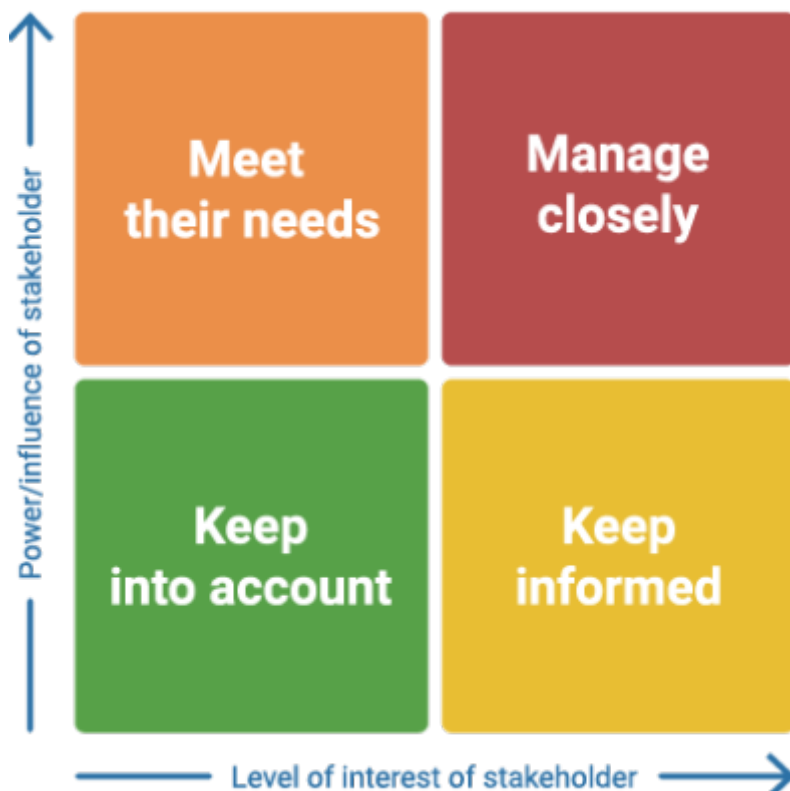 Power/influence of stakeholder
Meet
their needs
Manage
closely
Keep
into account
Keep
informed
Level of interest of stakeholder